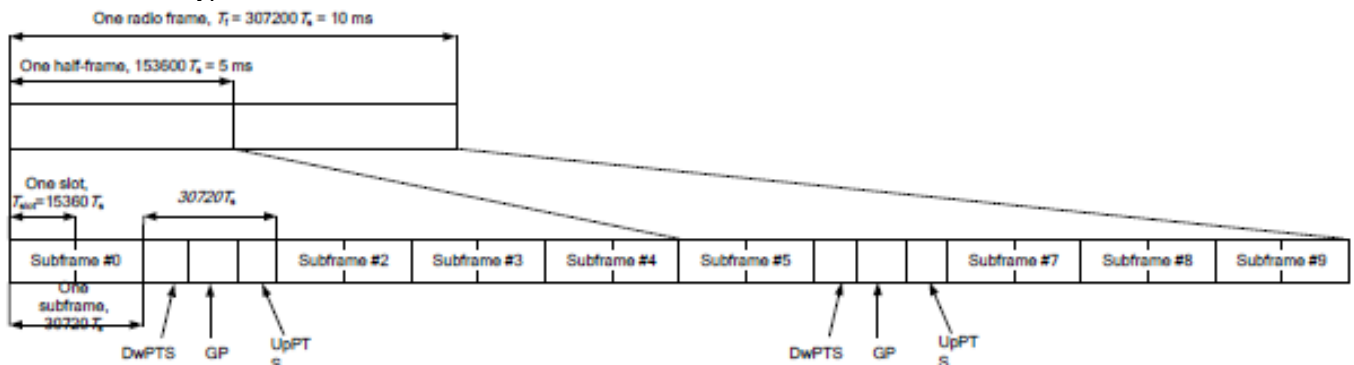 One radio frame, Tf = 307200 Ts = 10 ms
One half-frame, 153600 Ts = 5 ms
One slot,
Tslot=15360 Ts
30720Ts
Subframe #0 Subframe #2 Subframe #3 Subframe #4 Subframe #5 Subframe #7 Subframe #8 Subframe #9
One
subframe,
30720 Ts
DwPTS GP UpPT
S
DwPTS GP UpPT
S